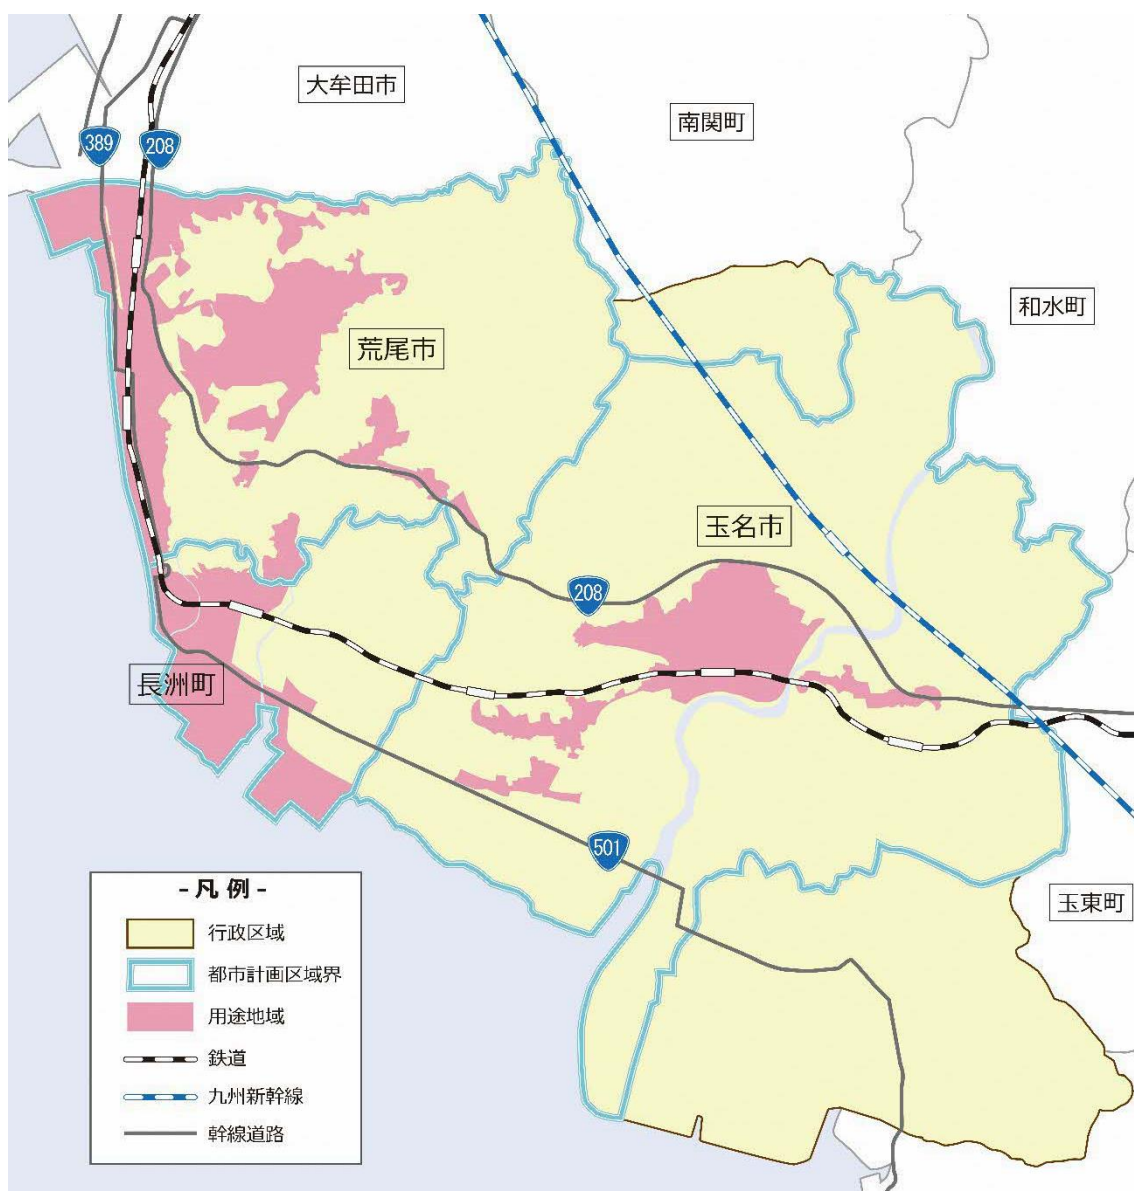 大牟田市
南関町
389
208
和水町
荒尾市
玉名市
208
長洲町
501
玉東町
- 凡 例 -
行政区域
都市計画区域界
用途地域
鉄道
九州新幹線
幹線道路